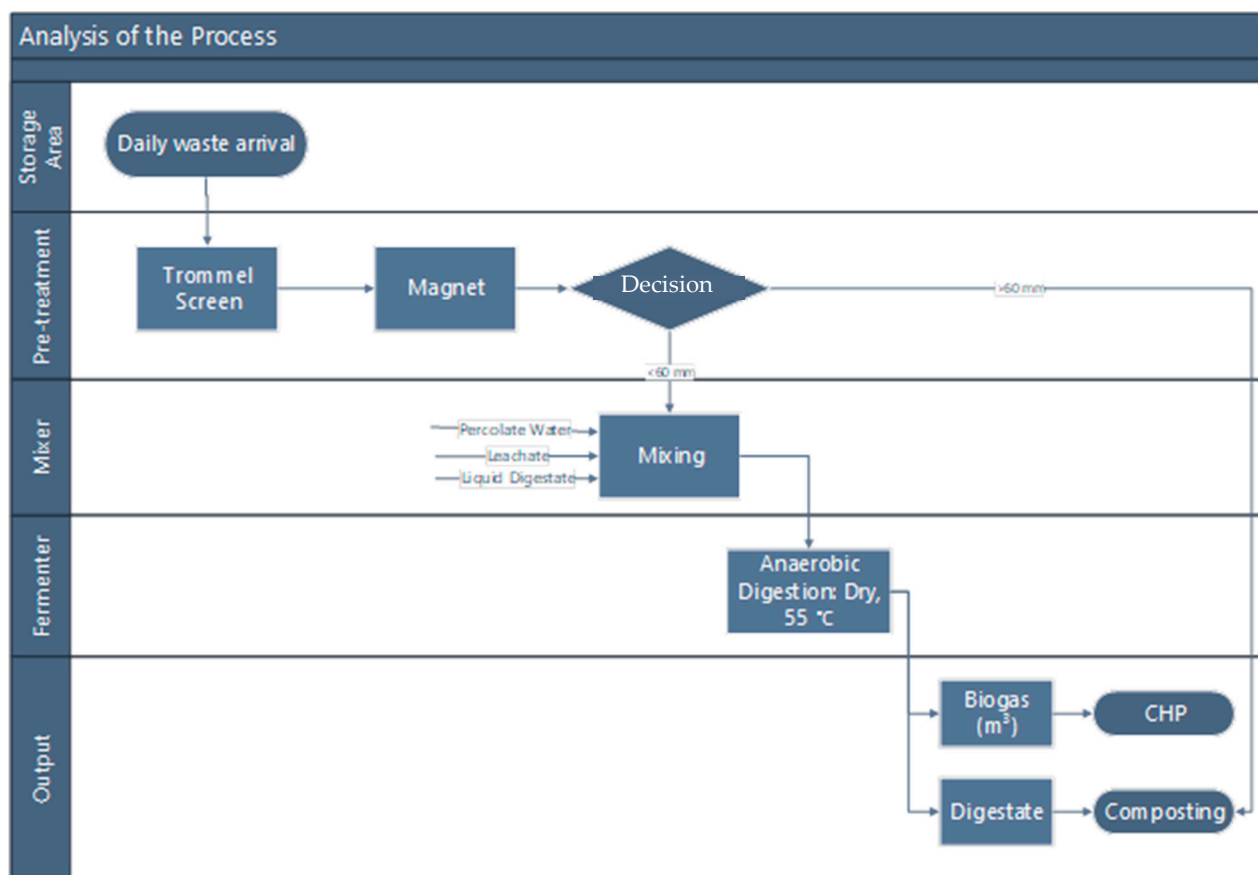 Analysis of the Process
Storage
Area
Daily waste arrival
Pre-treatment
Trommel
Screen
Magnet
Decision
>60 mm
<60 mm
Mixer
Percolate Water
Leachate
Liquid Digestate
Mixing
Fermenter
Anaerobic
Digestion: Dry,
55 °C
Output
Biogas
(m³)
CHP
Digestate
Composting